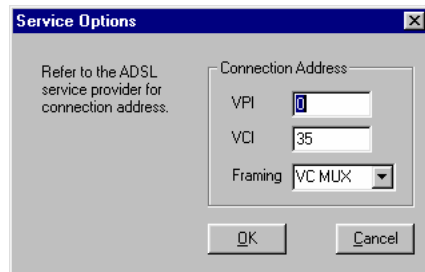 Service Options
Refer to the ADSL
service provider for
connection address.
Connection Address
VPI 0
VCI 35
Framing VC MUX
OK Cancel